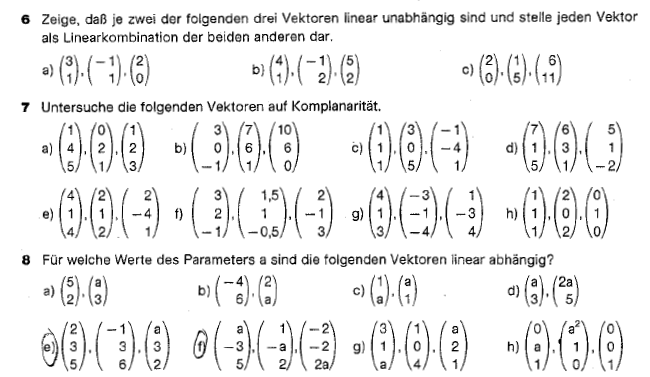 6 Zeige, daß je zwei der folgenden drei Vektoren linear unabhängig sind und stelle jeden Vektor
als Linearkombination der beiden anderen dar.
a) (3 1), (−1 1), (2 0) b) (4 1), (−1 2), (5 2) c) (2 0), (1 5), (6 11)
7 Untersuche die folgenden Vektoren auf Komplanarität.
a) (1 4 5), (0 2 1), (1 2 3) b) (3 0 −1), (7 6 1), (10 6 0) c) (1 1 1), (3 0 5), (−1 −4 1) d) (7 1 5), (6 3 1), (5 1 −2)
e) (4 1 4), (2 1 2), (2 −4 1) f) (3 2 −1), (1,5 1 −0,5), (2 −1 3) g) (4 1 3), (−3 −1 −4), (1 −3 4) h) (1 1 1), (2 0 2), (0 1 0)
8 Für welche Werte des Parameters a sind die folgenden Vektoren linear abhängig?
a) (5 2), (a 3) b) (−4 6), (2 a) c) (1 a), (a 1) d) (a 3), (2a 5)
e) (2 3 5), (−1 3 6), (a 3 2) f) (a −3 5), (1 −a 2), (−2 −2 2a) g) (3 1 a), (1 0 4), (a 2 1) h) (0 a 1), (a² 1 0), (0 0 1)